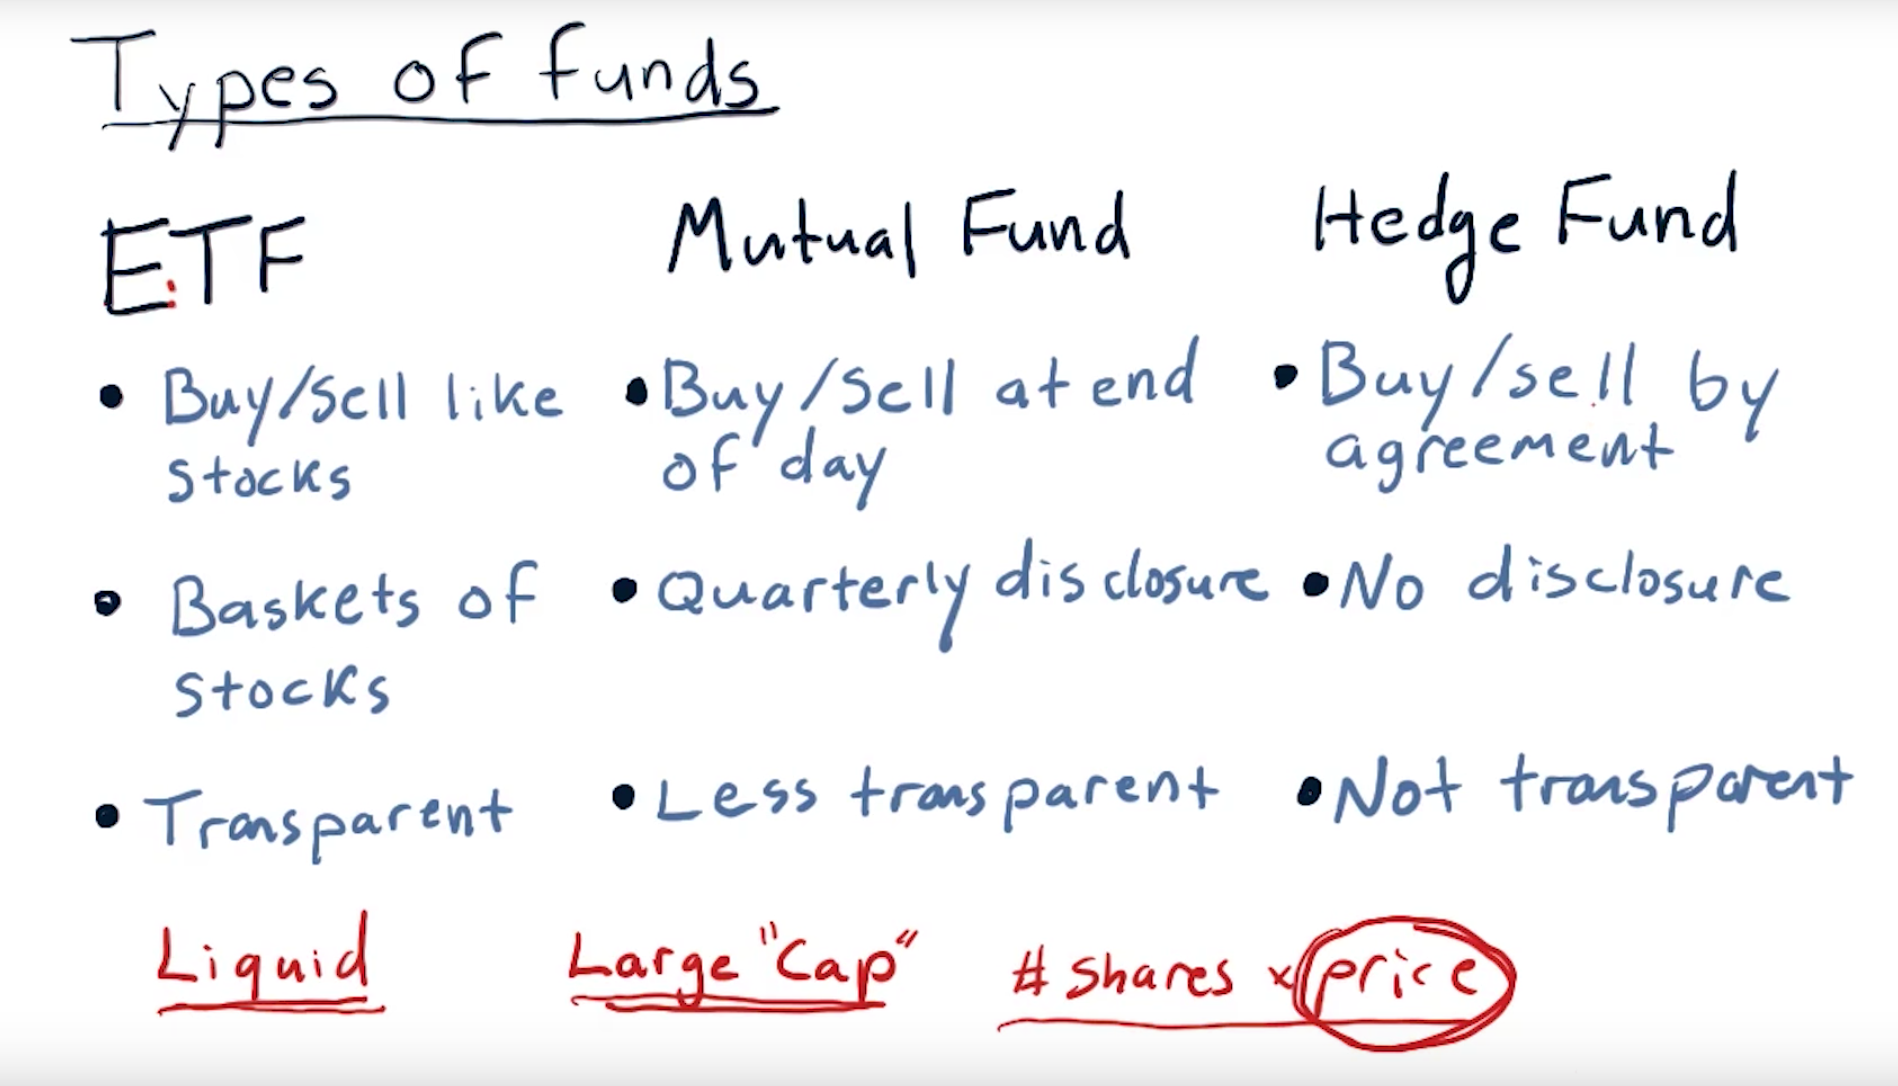 Types of funds
ETF
• Buy/sell like
stocks
• Baskets of
stocks
• Transparent
Mutual Fund
• Buy/sell at end
of day
• Quarterly disclosure
• Less transparent
Hedge Fund
• Buy/sell by
agreement
• No disclosure
• Not transparent
Liquid
Large "Cap"
# shares × price